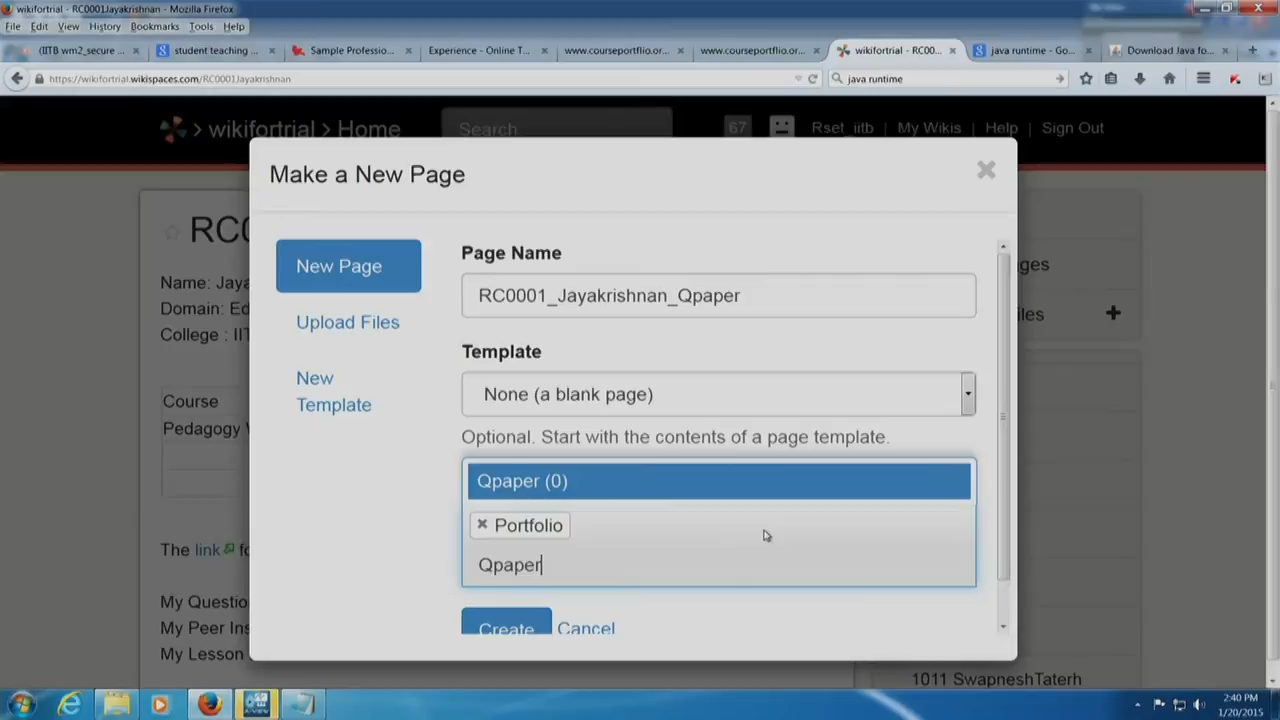 wikifortrial - RC0001Jayakrishnan - Mozilla Firefox
File Edit View History Bookmarks Tools Help
(IITB wm2_secure ... × student teaching ... × Sample Professio... × Experience - Online T... × www.courseportflio.or... × www.courseportflio.or... × wikifortrial - RC00... × java runtime - Go... × Download Java fo... × +
https://wikifortrial.wikispaces.com/RC0001Jayakrishnan java runtime
> wikifortrial > Home Search 67 Rset_iitb | My Wikis | Help | Sign Out
Make a New Page
RC0
New Page
Page Name
RC0001_Jayakrishnan_Qpaper
Name: Jaya
Domain: Ed
College : IIT
ges
iles
Upload Files
Template
None (a blank page)
New
Template
Course
Pedagogy
Optional. Start with the contents of a page template.
Qpaper (0)
Portfolio
Qpaper
The link fo
My Questio
My Peer Ins
My Lesson
Create Cancel
1011 SwapneshTaterh
2:40 PM
1/20/2015